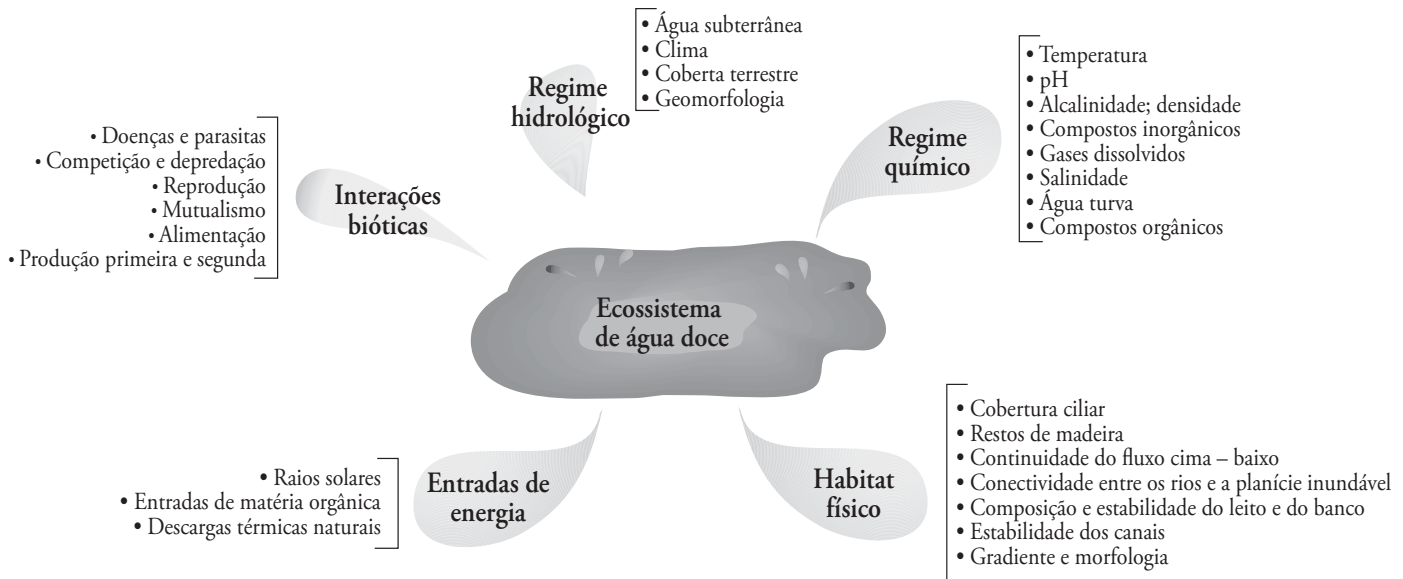 • Água subterrânea
• Clima
• Coberta terrestre
• Geomorfologia
Regime
hidrológico
• Temperatura
• pH
• Alcalinidade; densidade
• Compostos inorgânicos
• Gases dissolvidos
• Salinidade
• Água turva
• Compostos orgânicos
Regime
químico
• Doenças e parasitas
• Competição e depredação
• Reprodução
• Mutualismo
• Alimentação
• Produção primeira e segunda
Interações
bióticas
Ecossistema
de água doce
• Raios solares
• Entradas de matéria orgânica
• Descargas térmicas naturais
Entradas de
energia
Habitat
físico
• Cobertura ciliar
• Restos de madeira
• Continuidade do fluxo cima – baixo
• Conectividade entre os rios e a planície inundável
• Composição e estabilidade do leito e do banco
• Estabilidade dos canais
• Gradiente e morfologia